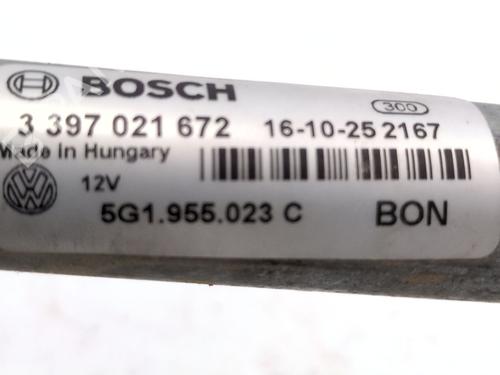 BOSCH
300
3 397 021 672 16-10-25 2167
Made In Hungary
12V
5G1.955.023 C BON